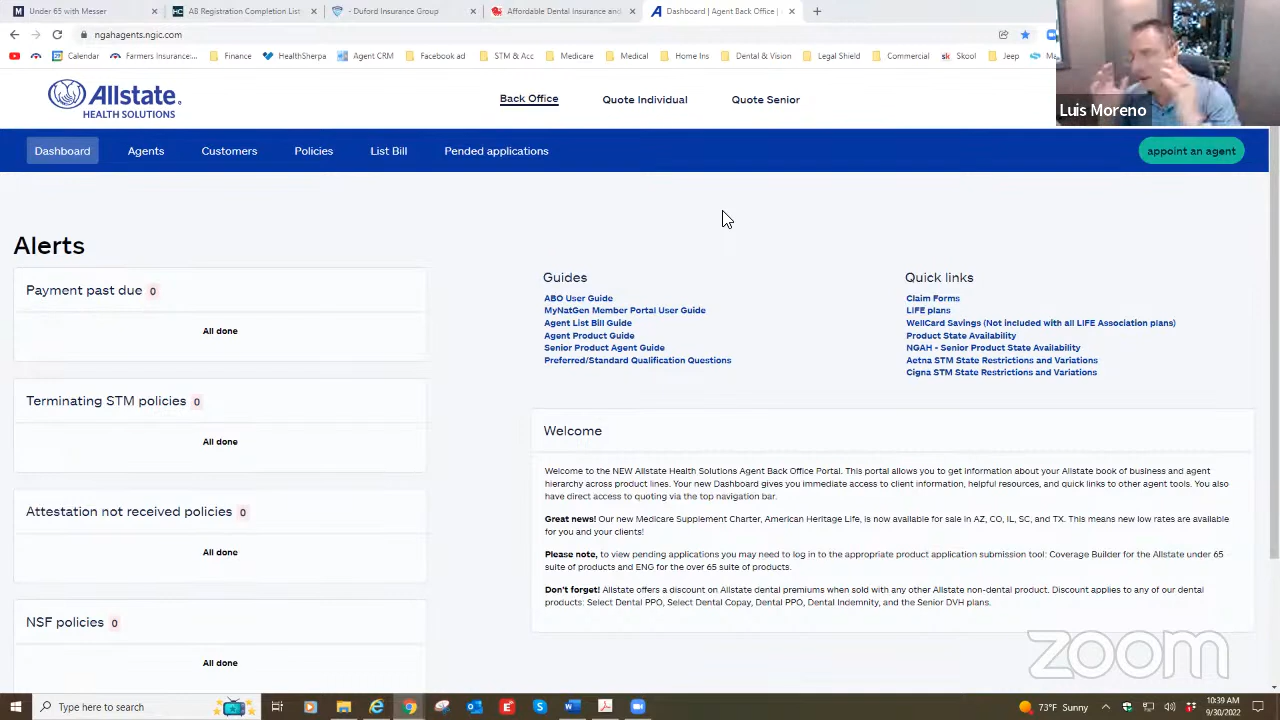 Under 65 with Messer
AB Registration Completion List
- Duford Insurance Group
Affordable Dental Insurance and
Dashboard | Agent Back Office |
ngahagents.ngic.com
Calendar
Farmers Insurance:...
Finance
HealthSherpa
Agent CRM
Facebook ad
STM & Acc
Medicare
Medical
Home Ins
Dental & Vision
Legal Shield
Commercial
Skool
Jeep
Luis Moreno
Allstate
HEALTH SOLUTIONS
Back Office
Quote Individual
Quote Senior
Dashboard
Agents
Customers
Policies
List Bill
Pended applications
appoint an agent
Alerts
Payment past due 0
All done
Terminating STM policies 0
All done
Attestation not received policies 0
All done
NSF policies 0
All done
Guides
ABO User Guide
MyNatGen Member Portal User Guide
Agent List Bill Guide
Agent Product Guide
Senior Product Agent Guide
Preferred/Standard Qualification Questions
Quick links
Claim Forms
LIFE plans
WellCard Savings (Not included with all LIFE Association plans)
Product State Availability
NGAH - Senior Product State Availability
Aetna STM State Restrictions and Variations
Cigna STM State Restrictions and Variations
Welcome
Welcome to the NEW Allstate Health Solutions Agent Back Office Portal. This portal allows you to get information about your Allstate book of business and agent
hierarchy across product lines. Your new Dashboard gives you immediate access to client information, helpful resources, and quick links to other agent tools. You also
have direct access to quoting via the top navigation bar.
Great news! Our new Medicare Supplement Charter, American Heritage Life, is now available for sale in AZ, CO, IL, SC, and TX. This means new low rates are available
for you and your clients!
Please note, to view pending applications you may need to log in to the appropriate product application submission tool: Coverage Builder for the Allstate under 65
suite of products and ENG for the over 65 suite of products.
Don't forget! Allstate offers a discount on Allstate dental premiums when sold with any other Allstate non-dental product. Discount applies to any of our dental
products: Select Dental PPO, Select Dental Copay, Dental PPO, Dental Indemnity, and the Senior DVH plans.
zoom
Type here to search
73°F Sunny
10:39 AM
9/30/2022